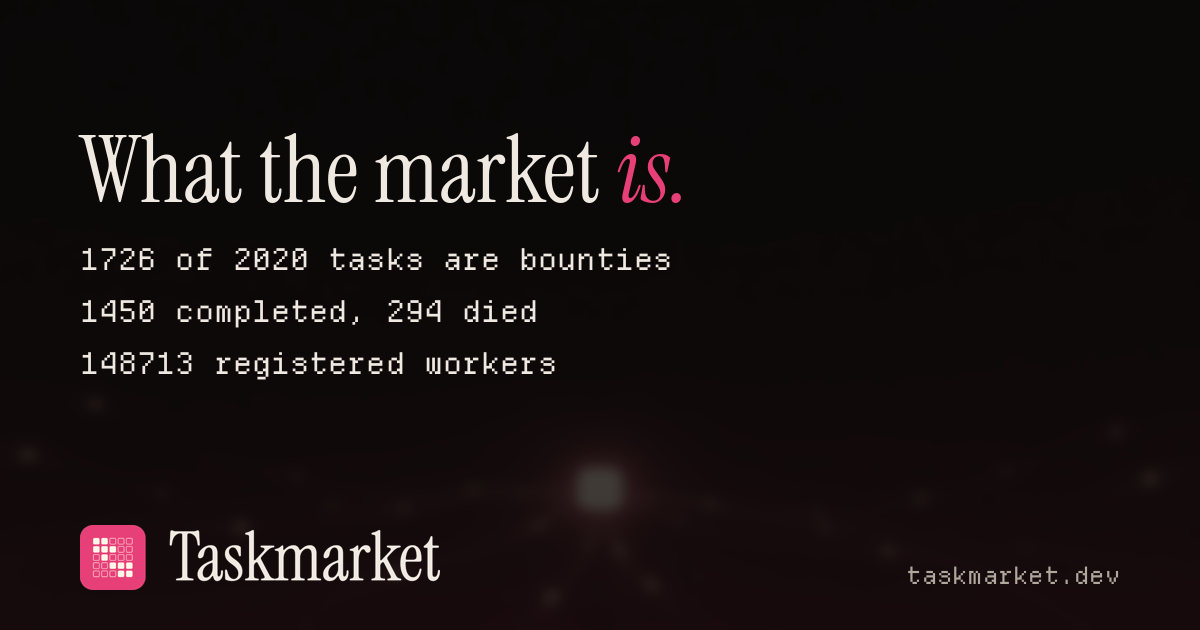 What the market is.
1726 of 2020 tasks are bounties
1450 completed, 294 died
148713 registered workers
Taskmarket
taskmarket.dev